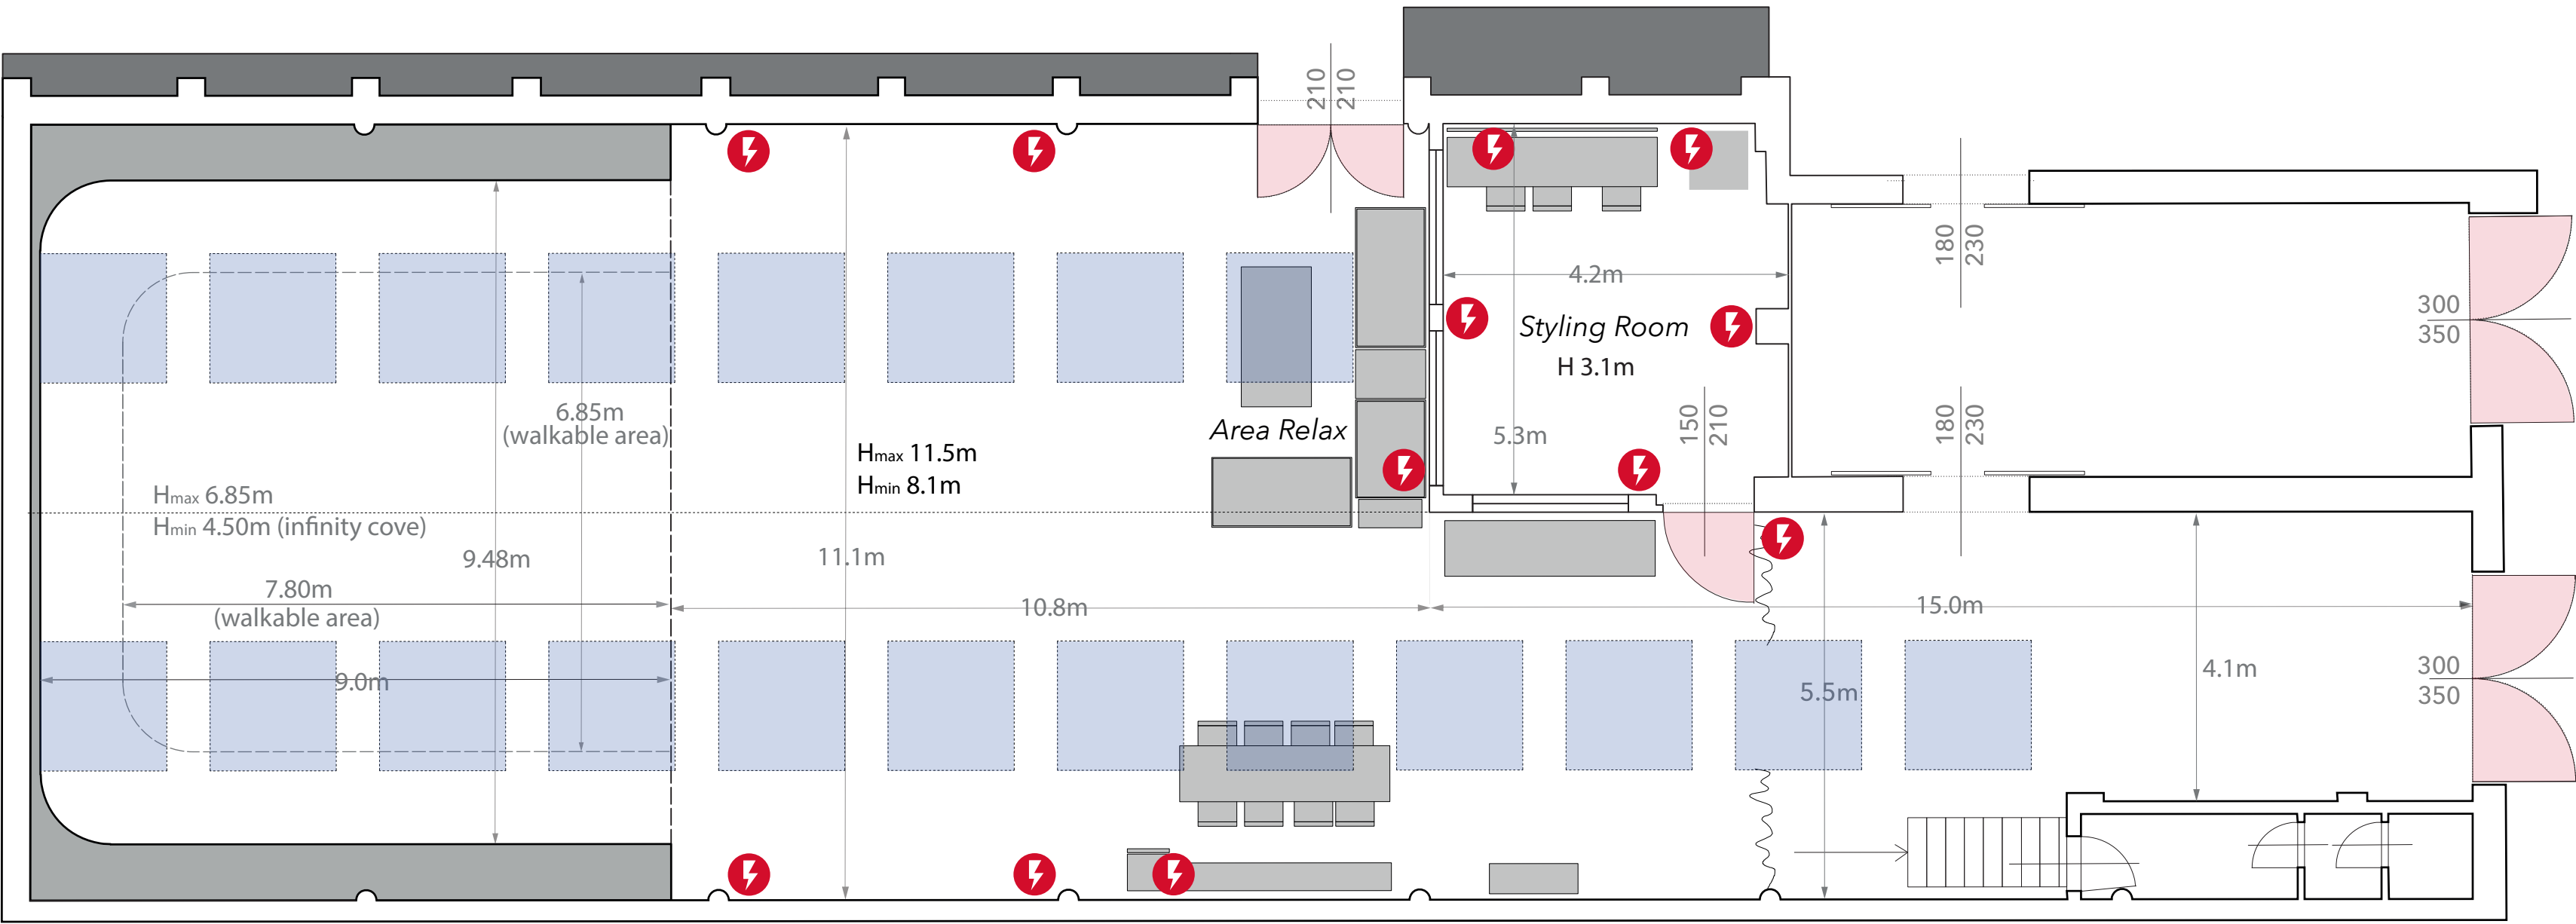 210
210
180
230
4.2m
300
350
Styling Room
H 3.1m
6.85m
(walkable area)
Area Relax
150
210
180
230
5.3m
Hmax 11.5m
Hmin 8.1m
Hmax 6.85m
Hmin 4.50m (infinity cove)
9.48m
11.1m
7.80m
(walkable area)
10.8m
15.0m
9.0m
5.5m
4.1m
300
350